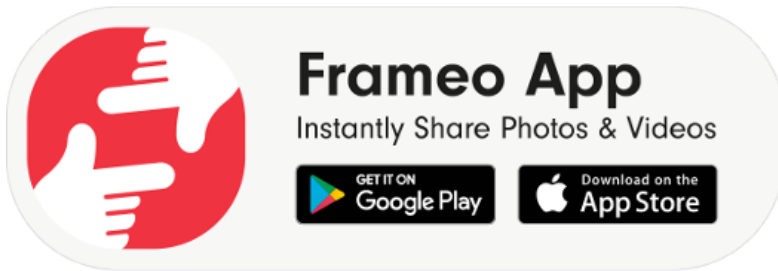 Frameo App
Instantly Share Photos & Videos
GET IT ON
Google Play
Download on the
App Store